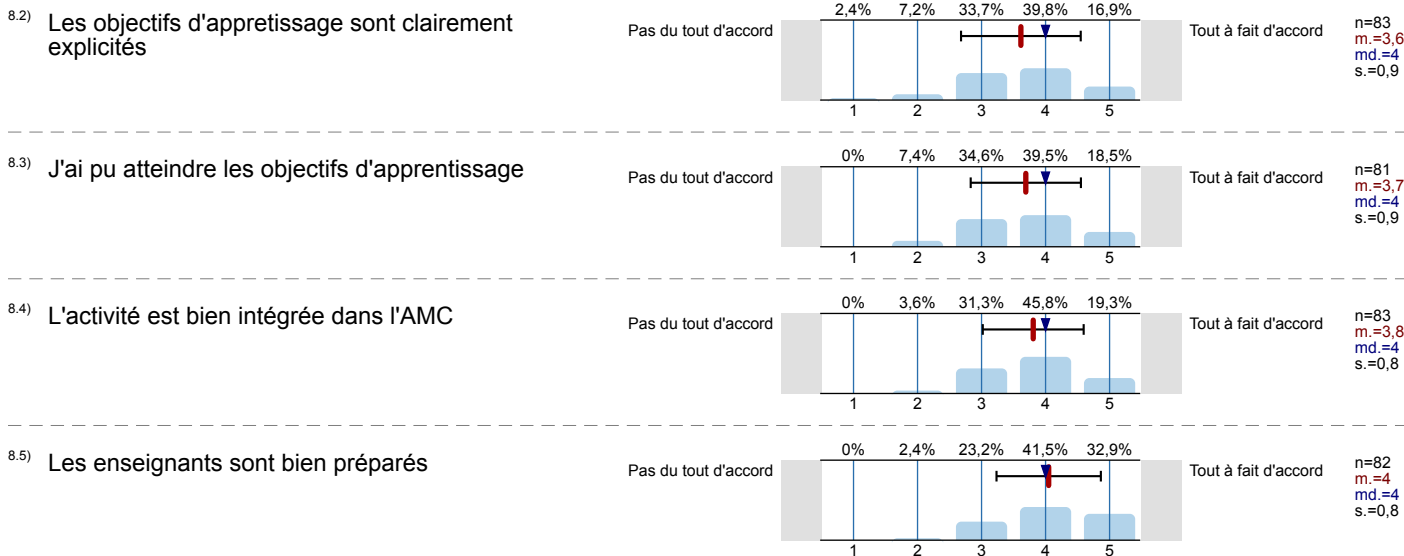 8.2) Les objectifs d'appretissage sont clairement
explicités
Pas du tout d'accord
2,4% 7,2% 33,7% 39,8% 16,9%
1 2 3 4 5
Tout à fait d'accord
n=83
m.=3,6
md.=4
s.=0,9
8.3) J'ai pu atteindre les objectifs d'apprentissage
Pas du tout d'accord
0% 7,4% 34,6% 39,5% 18,5%
1 2 3 4 5
Tout à fait d'accord
n=81
m.=3,7
md.=4
s.=0,9
8.4) L'activité est bien intégrée dans l'AMC
Pas du tout d'accord
0% 3,6% 31,3% 45,8% 19,3%
1 2 3 4 5
Tout à fait d'accord
n=83
m.=3,8
md.=4
s.=0,8
8.5) Les enseignants sont bien préparés
Pas du tout d'accord
0% 2,4% 23,2% 41,5% 32,9%
1 2 3 4 5
Tout à fait d'accord
n=82
m.=4
md.=4
s.=0,8